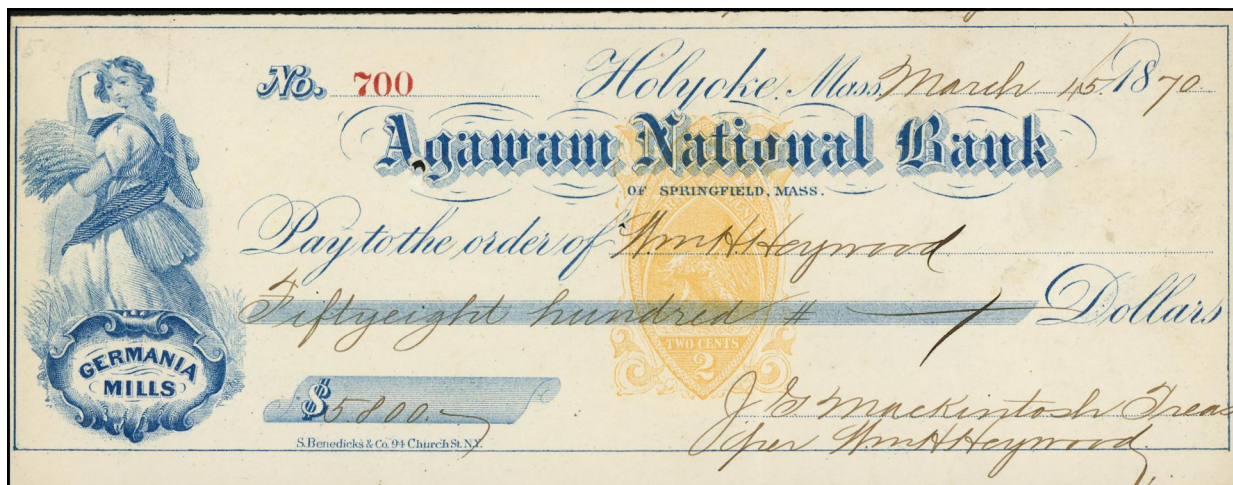 No. 700 Holyoke, Mass. March 15. 1870.
Agawam National Bank
OF SPRINGFIELD, MASS.
Pay to the order of Wm H. Heywood
Fiftyeight hundred # Dollars
TWO CENTS
2
GERMANIA
MILLS
$5800
S. Benedicks & Co. 94 Church St. N.Y.
Mackintosh Treas
per Wm H Heywood